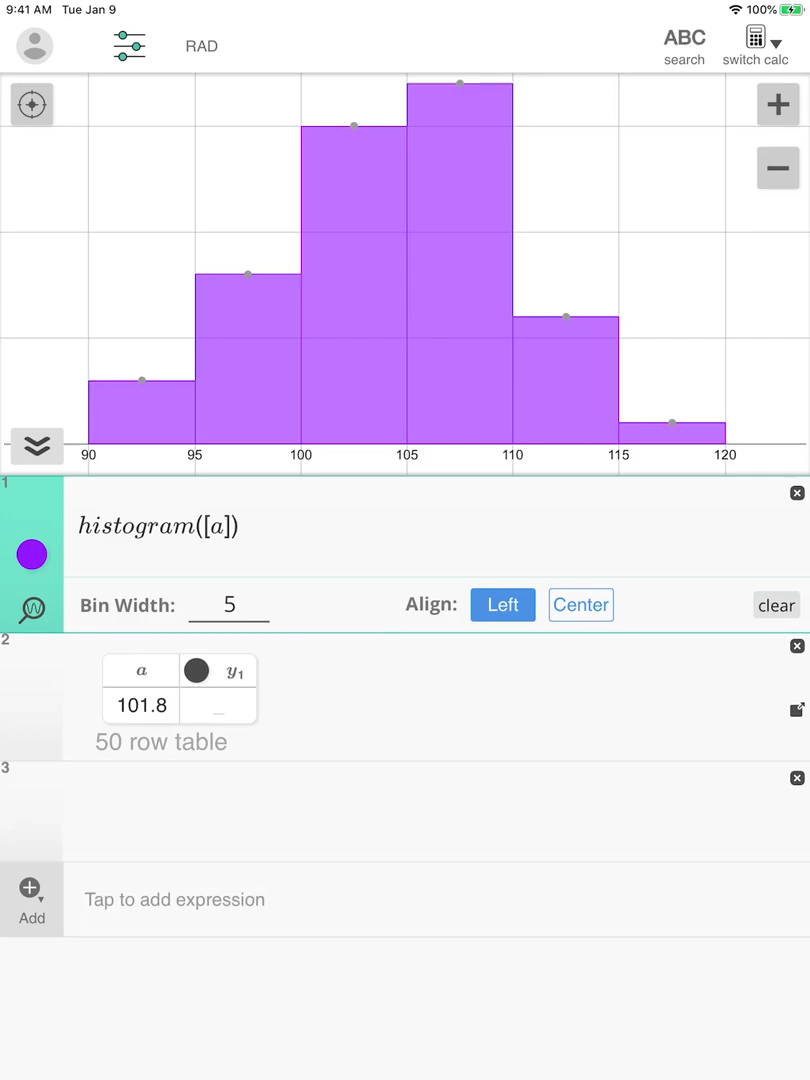 9:41 AM Tue Jan 9 100%
RAD ABC
search switch calc
90 95 100 105 110 115 120
1
histogram([a])
Bin Width: 5 Align: Left Center clear
2
a y₁
101.8 _
50 row table
3
Tap to add expression
Add